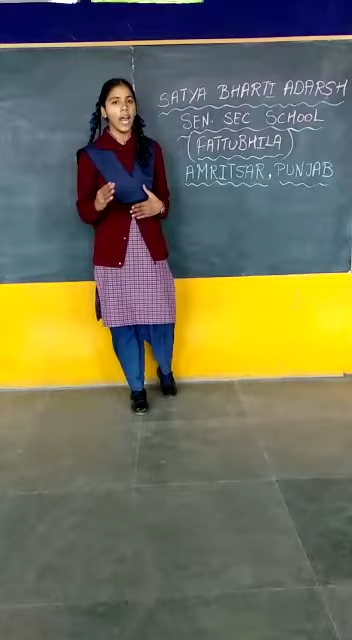 SATYA BHARTI ADARSH
SEN. SEC SCHOOL
(FATTUBHILA)
AMRITSAR, PUNJAB